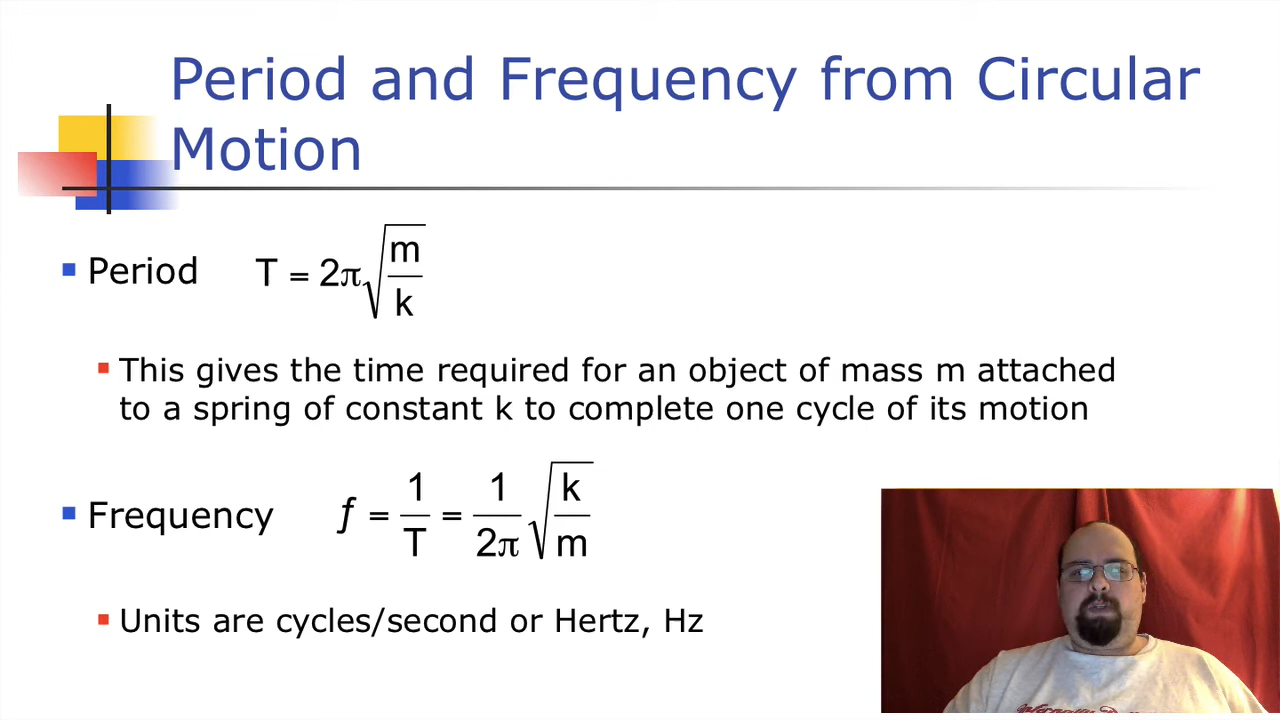 Period and Frequency from Circular
Motion
Period T = 2π√(m/k)
This gives the time required for an object of mass m attached
to a spring of constant k to complete one cycle of its motion
Frequency ƒ = 1/T = 1/2π √(k/m)
Units are cycles/second or Hertz, Hz